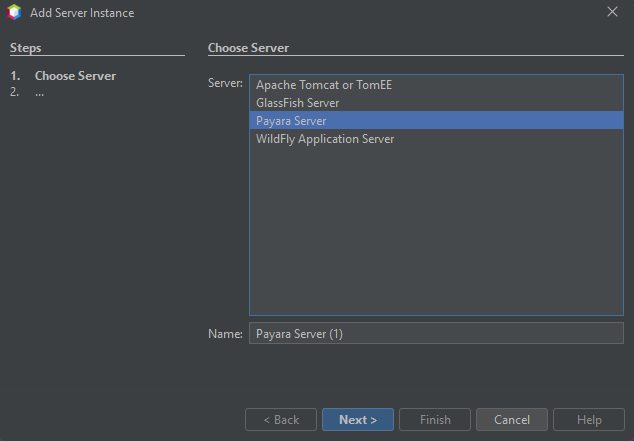 Add Server Instance
Steps
1. Choose Server
2. ...
Choose Server
Server:
Apache Tomcat or TomEE
GlassFish Server
Payara Server
WildFly Application Server
Name: Payara Server (1)
< Back Next > Finish Cancel Help